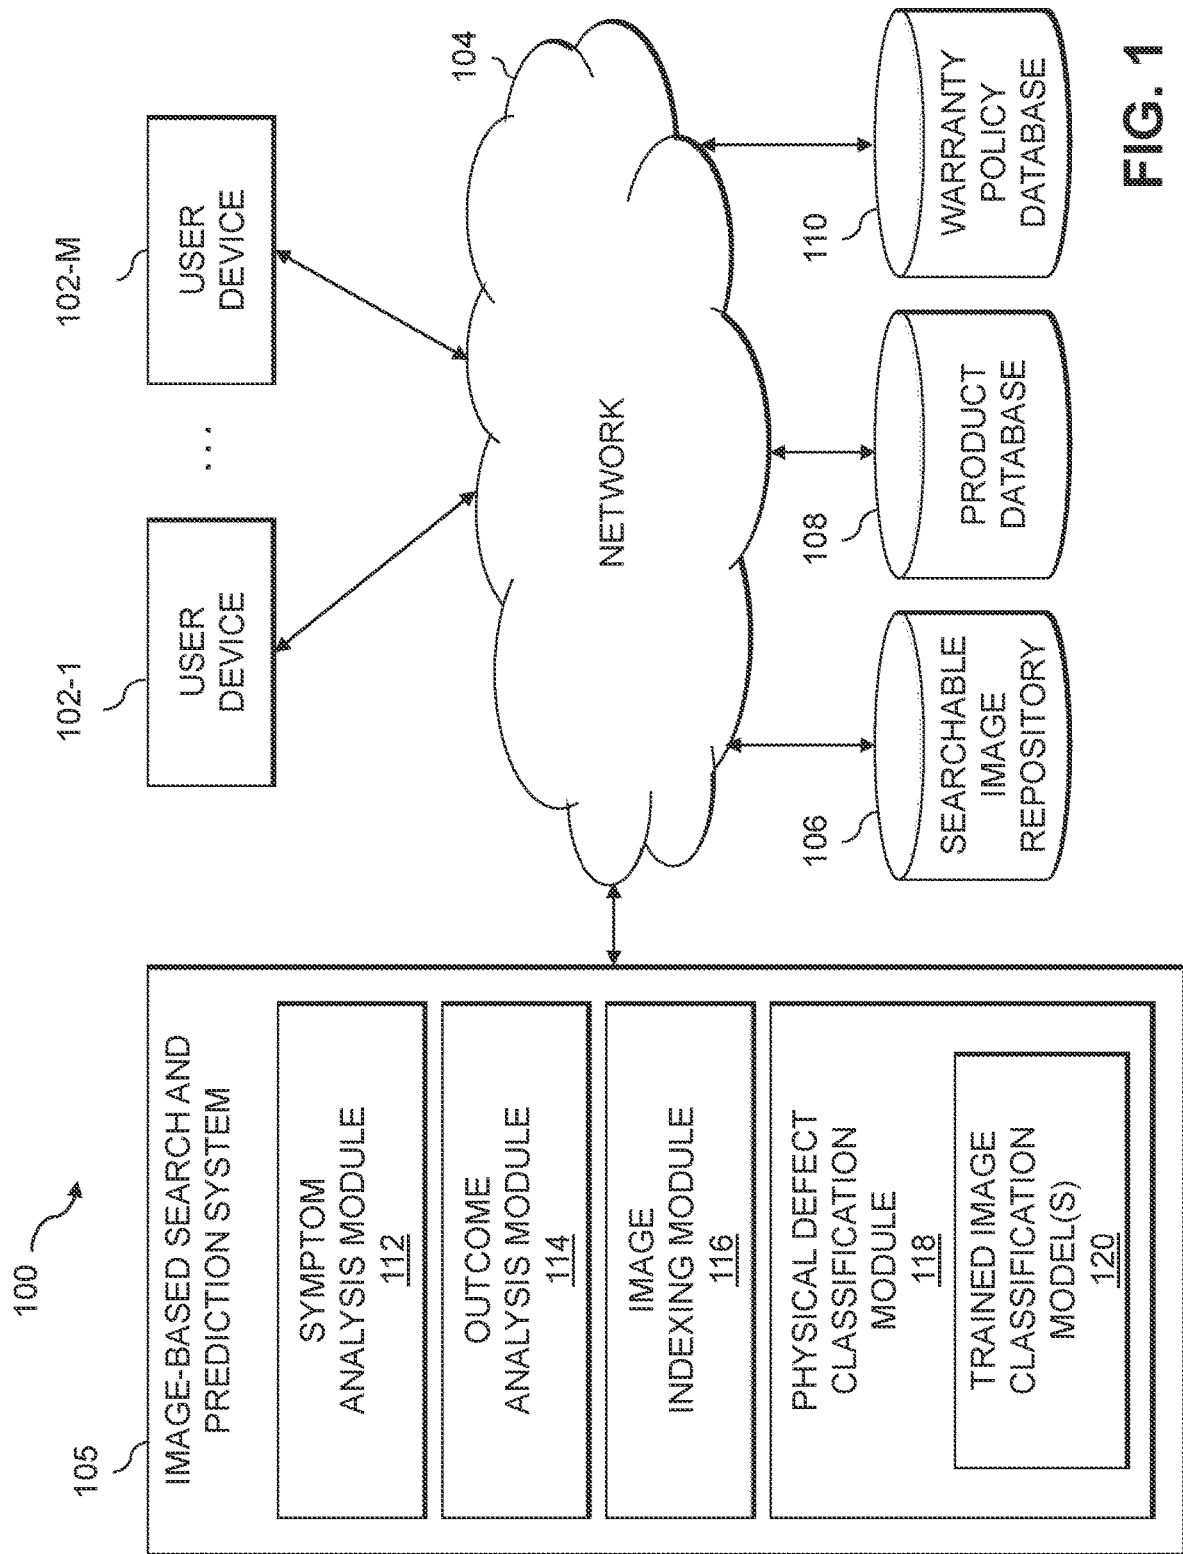 100
105
IMAGE-BASED SEARCH AND
PREDICTION SYSTEM
SYMPTOM
ANALYSIS MODULE
112
OUTCOME
ANALYSIS MODULE
114
IMAGE
INDEXING MODULE
116
PHYSICAL DEFECT
CLASSIFICATION
MODULE
118
TRAINED IMAGE
CLASSIFICATION
MODEL(S)
120
102-1
USER
DEVICE
...
102-M
USER
DEVICE
104
NETWORK
106
SEARCHABLE
IMAGE
REPOSITORY
108
PRODUCT
DATABASE
110
WARRANTY
POLICY
DATABASE
FIG. 1